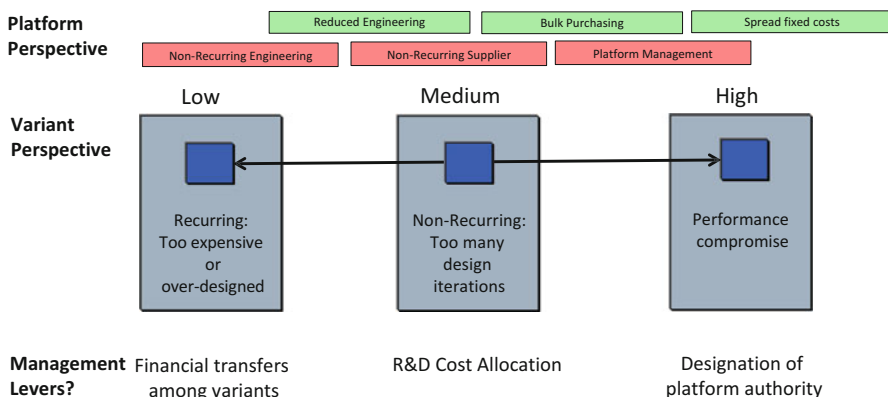 Platform
Perspective
Reduced Engineering
Bulk Purchasing
Spread fixed costs
Non-Recurring Engineering
Non-Recurring Supplier
Platform Management
Low
Medium
High
Variant
Perspective
Recurring:
Too expensive
or
over-designed
Non-Recurring:
Too many
design
iterations
Performance
compromise
Management
Levers?
Financial transfers
among variants
R&D Cost Allocation
Designation of
platform authority